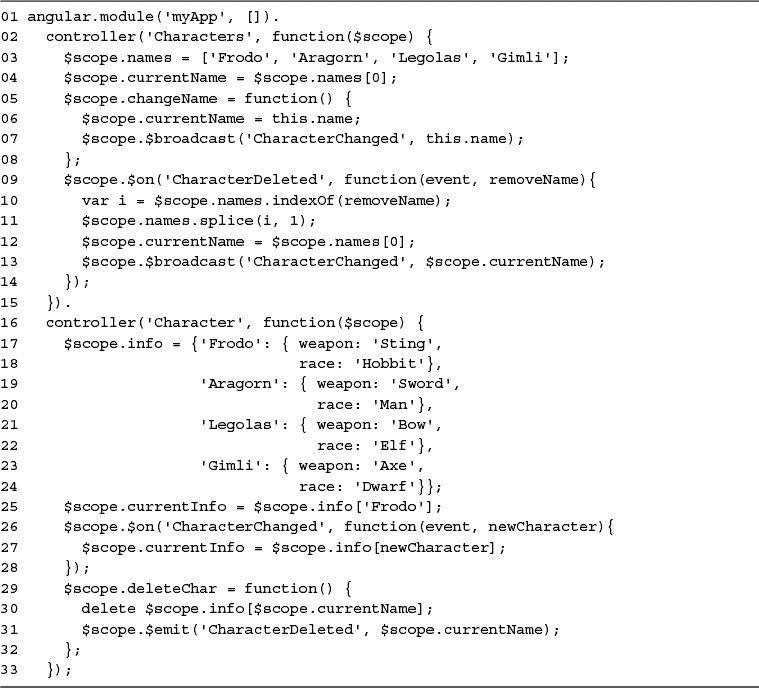 01 angular.module('myApp', []).
02   controller('Characters', function($scope) {
03     $scope.names = ['Frodo', 'Aragorn', 'Legolas', 'Gimli'];
04     $scope.currentName = $scope.names[0];
05     $scope.changeName = function() {
06       $scope.currentName = this.name;
07       $scope.$broadcast('CharacterChanged', this.name);
08     };
09     $scope.$on('CharacterDeleted', function(event, removeName){
10       var i = $scope.names.indexOf(removeName);
11       $scope.names.splice(i, 1);
12       $scope.currentName = $scope.names[0];
13       $scope.$broadcast('CharacterChanged', $scope.currentName);
14     });
15   }).
16   controller('Character', function($scope) {
17     $scope.info = {'Frodo': { weapon: 'Sting',
18                               race: 'Hobbit'},
19                    'Aragorn': { weapon: 'Sword',
20                                 race: 'Man'},
21                    'Legolas': { weapon: 'Bow',
22                                 race: 'Elf'},
23                    'Gimli': { weapon: 'Axe',
24                               race: 'Dwarf'}};
25     $scope.currentInfo = $scope.info['Frodo'];
26     $scope.$on('CharacterChanged', function(event, newCharacter){
27       $scope.currentInfo = $scope.info[newCharacter];
28     });
29     $scope.deleteChar = function() {
30       delete $scope.info[$scope.currentName];
31       $scope.$emit('CharacterDeleted', $scope.currentName);
32     };
33   });